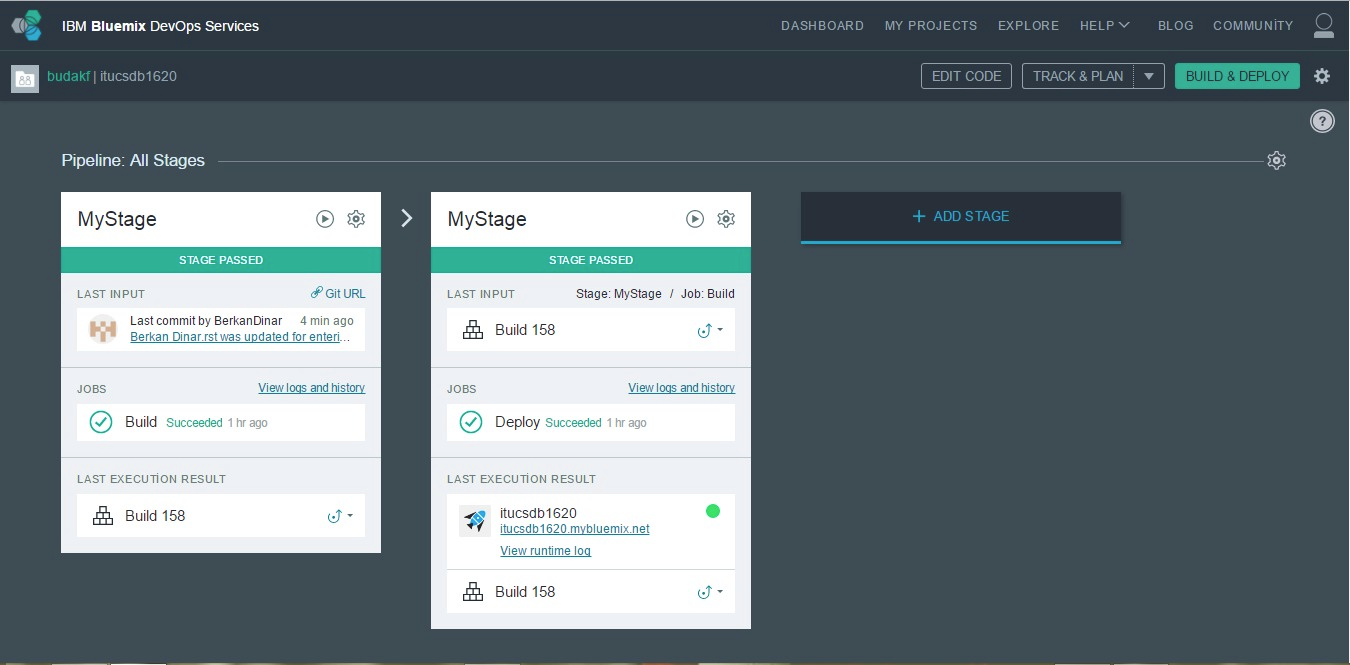 IBM Bluemix DevOps Services
DASHBOARD MY PROJECTS EXPLORE HELP BLOG COMMUNİTY
budakf | itucsdb1620
EDIT CODE TRACK & PLAN BUILD & DEPLOY
?
Pipeline: All Stages
MyStage
STAGE PASSED
LAST INPUT Git URL
Last commit by BerkanDinar 4 min ago
Berkan Dinar.rst was updated for enteri...
JOBS View logs and history
Build Succeeded 1 hr ago
LAST EXECUTİON RESULT
Build 158
MyStage
STAGE PASSED
LAST INPUT Stage: MyStage / Job: Build
Build 158
JOBS View logs and history
Deploy Succeeded 1 hr ago
LAST EXECUTİON RESULT
itucsdb1620
itucsdb1620.mybluemix.net
View runtime log
Build 158
+ ADD STAGE